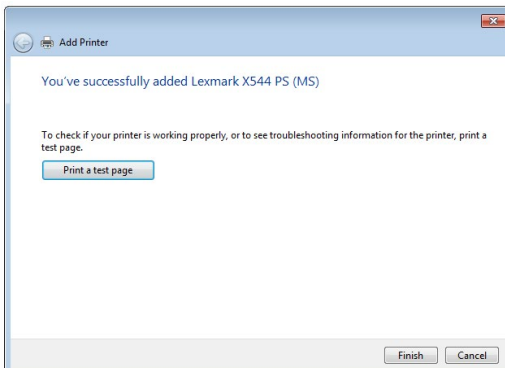 Add Printer
You've successfully added Lexmark X544 PS (MS)
To check if your printer is working properly, or to see troubleshooting information for the printer, print a
test page.
Print a test page
Finish Cancel